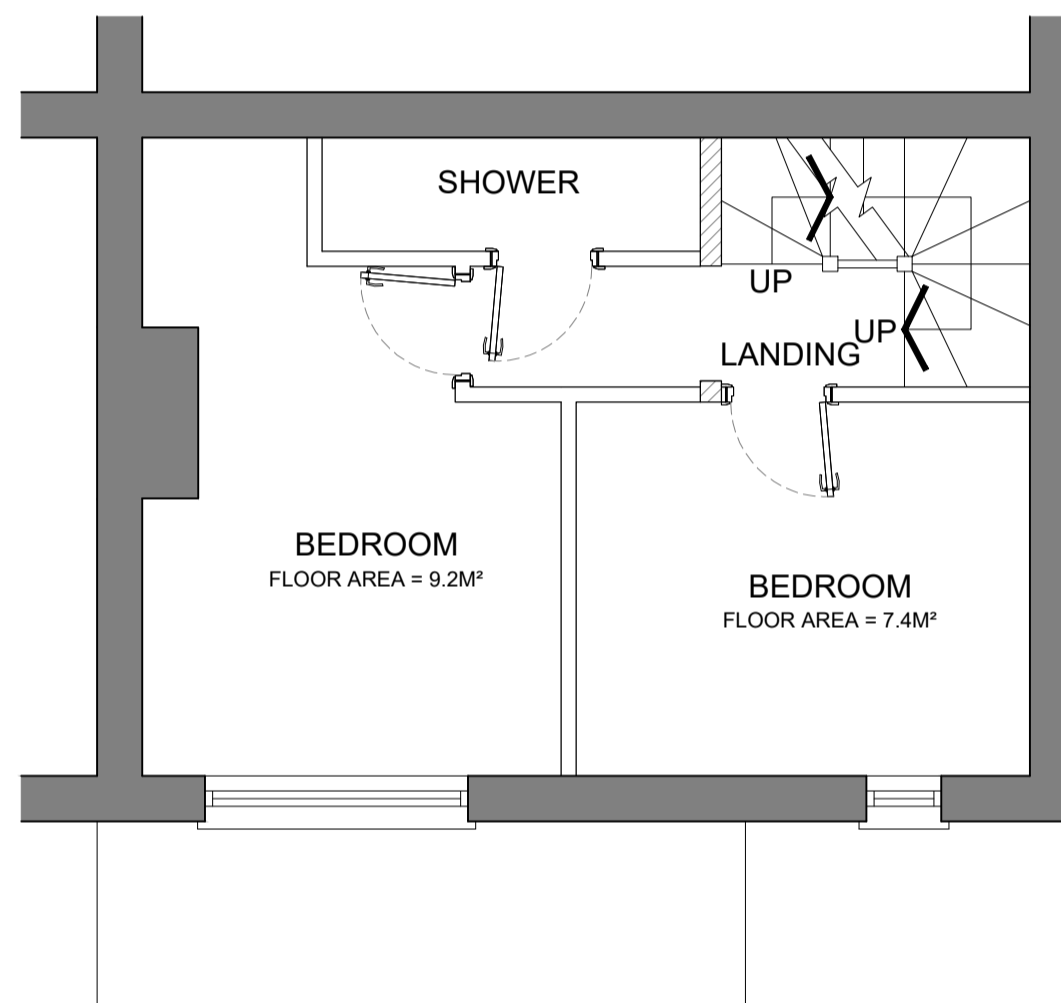 SHOWER
UP
UP
LANDING
BEDROOM
FLOOR AREA = 9.2M²
BEDROOM
FLOOR AREA = 7.4M²